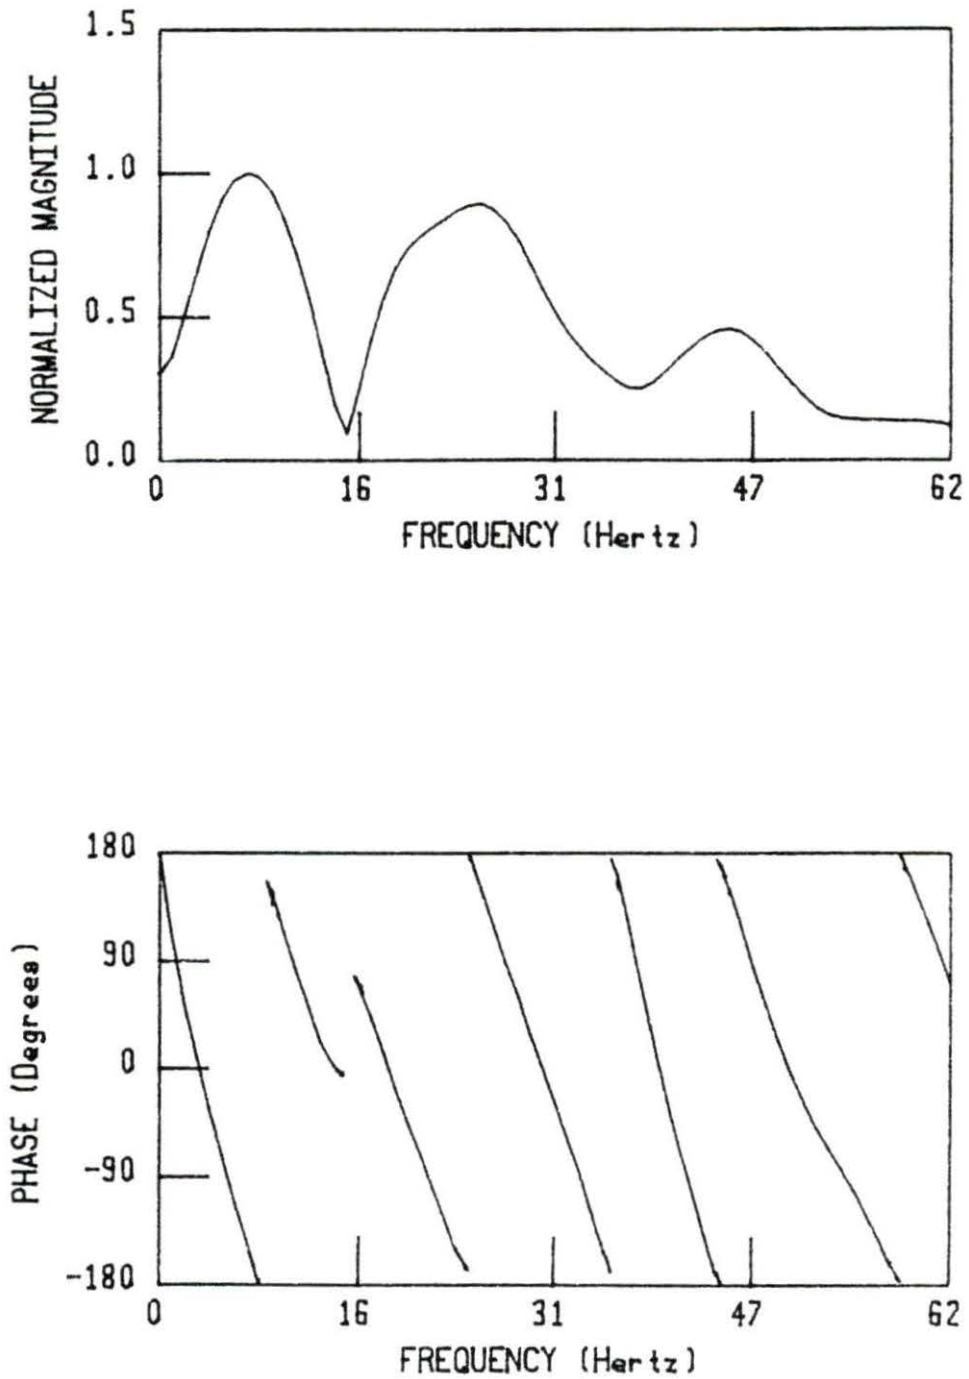 1.5
NORMALIZED MAGNITUDE
1.0
0.5
0.0
0 16 31 47 62
FREQUENCY (Hertz)
180
PHASE (Degrees)
90
0
-90
-180
0 16 31 47 62
FREQUENCY (Hertz)